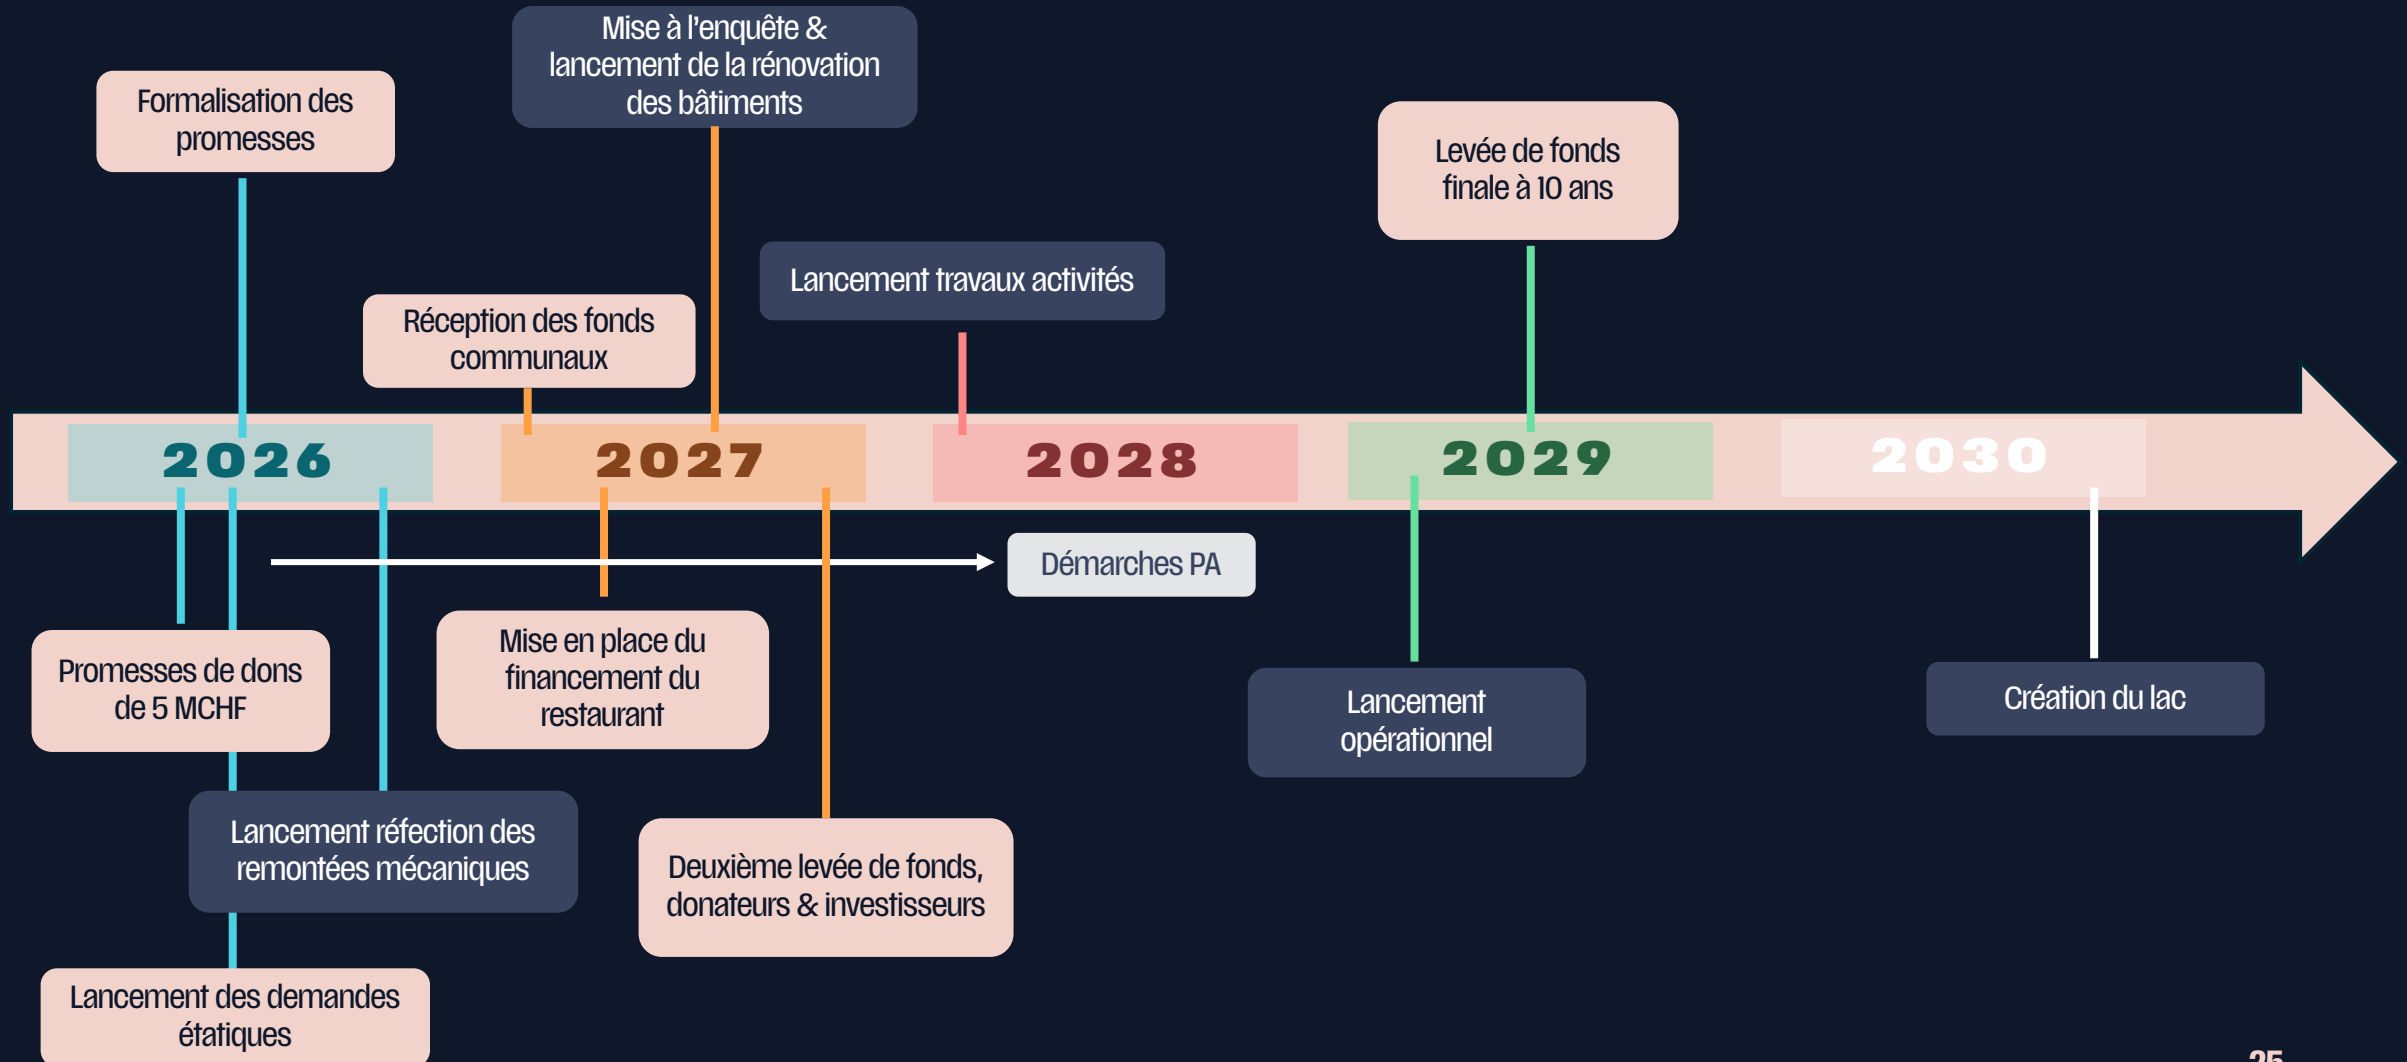 Mise à l'enquête &
lancement de la rénovation
des bâtiments
Formalisation des
promesses
Levée de fonds
finale à 10 ans
Lancement travaux activités
Réception des fonds
communaux
2026
2027
2028
2029
2030
Démarches PA
Promesses de dons
de 5 MCHF
Mise en place du
financement du
restaurant
Lancement
opérationnel
Création du lac
Lancement réfection des
remontées mécaniques
Deuxième levée de fonds,
donateurs & investisseurs
Lancement des demandes
étatiques
25